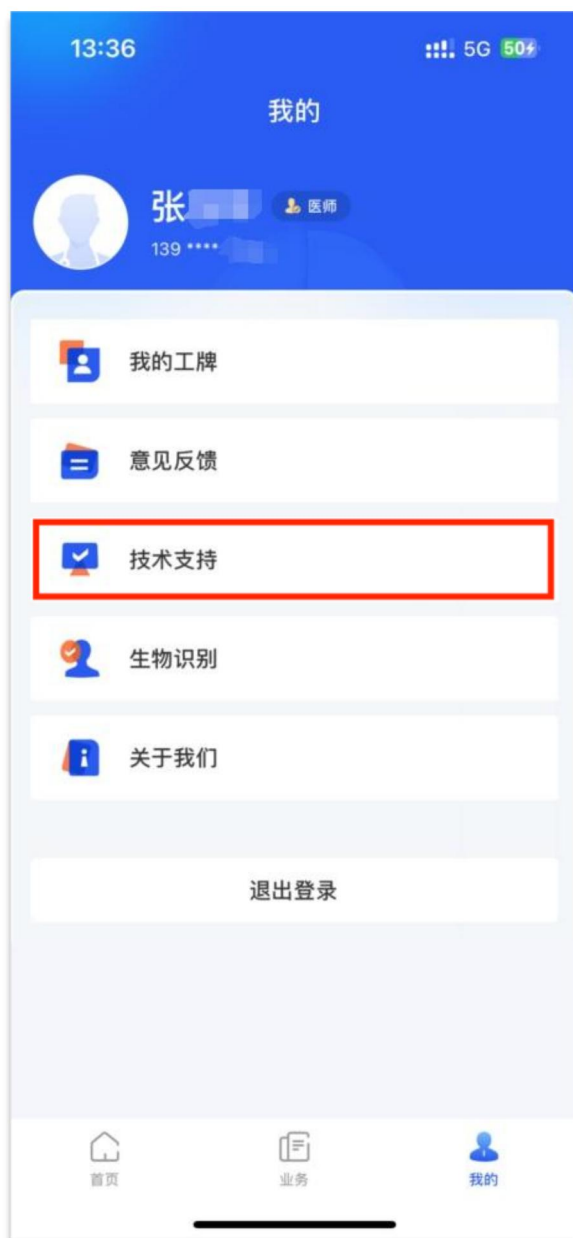 13:36 5G 50
我的
张 医师
139 ****
我的工牌
意见反馈
技术支持
生物识别
关于我们
退出登录
首页 业务 我的